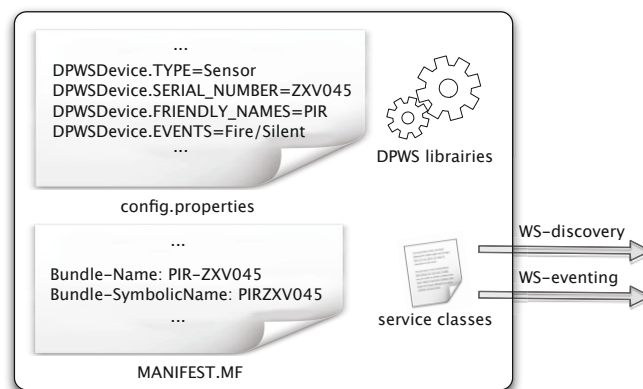 ...
DPWSDevice.TYPE=Sensor
DPWSDevice.SERIAL_NUMBER=ZXV045
DPWSDevice.FRIENDLY_NAMES=PIR
DPWSDevice.EVENTS=Fire/Silent
...
config.properties
DPWS librairies
...
Bundle-Name: PIR-ZXV045
Bundle-SymbolicName: PIRZXV045
...
MANIFEST.MF
service classes
WS-discovery
WS-eventing